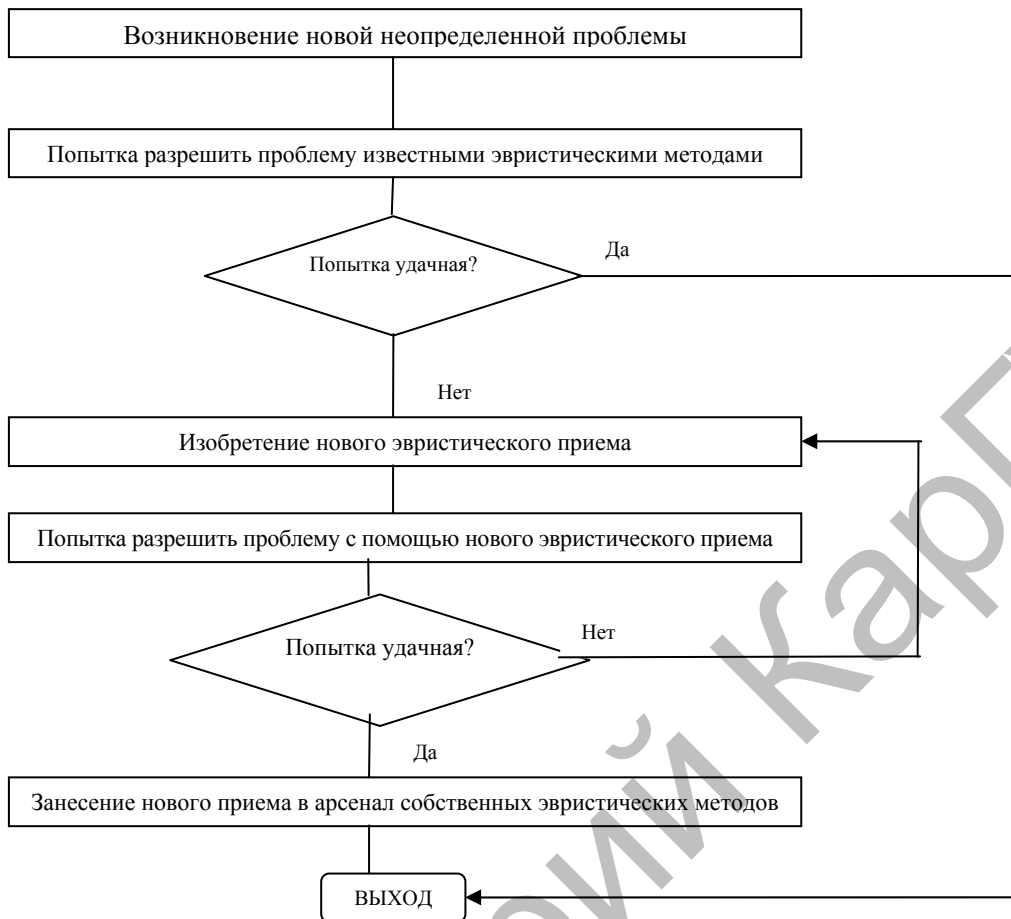 Возникновение новой неопределенной проблемы
Попытка разрешить проблему известными эвристическими методами
Попытка удачная?
Да
Нет
Изобретение нового эвристического приема
Попытка разрешить проблему с помощью нового эвристического приема
Попытка удачная?
Нет
Да
Занесение нового приема в арсенал собственных эвристических методов
ВЫХОД